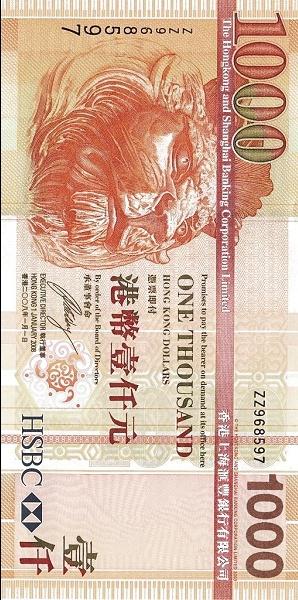 1000
The Hongkong and Shanghai Banking Corporation Limited
香港上海滙豐銀行有限公司
ZZ968597
Promises to pay the bearer on demand at its office here
憑票即付
ONE THOUSAND
HONG KONG DOLLARS
港幣壹仟元
By order of the Board of Directors
承董事會命
EXECUTIVE DIRECTOR 執行董事
HONG KONG 1 JANUARY 2008
香港二〇〇八年一月一日
ZZ968597
1000
HSBC
壹仟